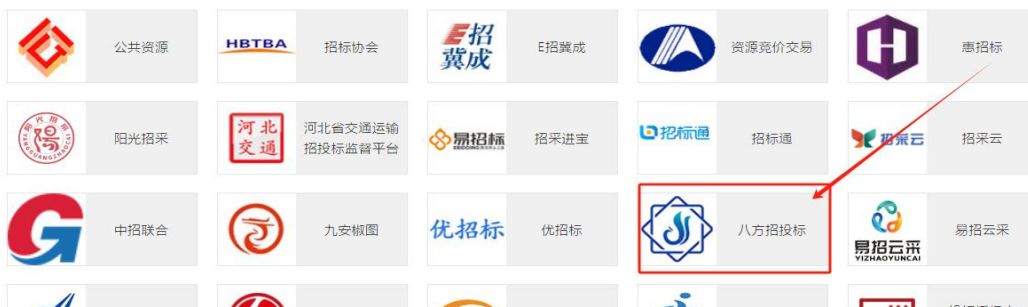 公共资源
HBTBA
招标协会
E招
冀成
E招冀成
资源竞价交易
惠招标
阳光招采
YANGGUANGZHAOCAI
河北
交通
河北省交通运输
招投标监督平台
易招标
招采进宝
招标通
招标通
招采云
招采云
中招联合
九安椒图
优招标
优招标
八方招投标
易招云采
YIZHAOYUNCAI
易招云采